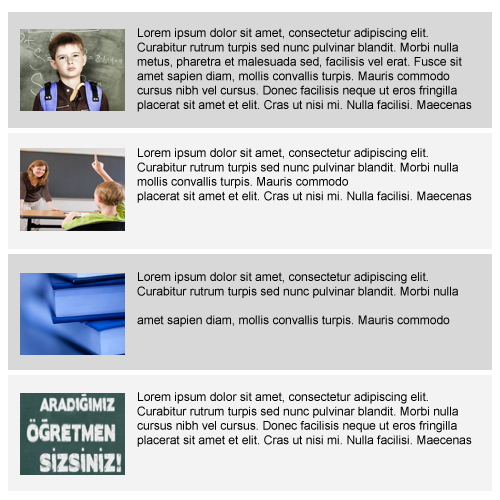 Lorem ipsum dolor sit amet, consectetur adipiscing elit.
Curabitur rutrum turpis sed nunc pulvinar blandit. Morbi nulla
metus, pharetra et malesuada sed, facilisis vel erat. Fusce sit
amet sapien diam, mollis convallis turpis. Mauris commodo
cursus nibh vel cursus. Donec facilisis neque ut eros fringilla
placerat sit amet et elit. Cras ut nisi mi. Nulla facilisi. Maecenas
Lorem ipsum dolor sit amet, consectetur adipiscing elit.
Curabitur rutrum turpis sed nunc pulvinar blandit. Morbi nulla
mollis convallis turpis. Mauris commodo
placerat sit amet et elit. Cras ut nisi mi. Nulla facilisi. Maecenas
Lorem ipsum dolor sit amet, consectetur adipiscing elit.
Curabitur rutrum turpis sed nunc pulvinar blandit. Morbi nulla
amet sapien diam, mollis convallis turpis. Mauris commodo
ARADIĞIMIZ
ÖĞRETMEN
SİZSİNİZ!
Lorem ipsum dolor sit amet, consectetur adipiscing elit.
Curabitur rutrum turpis sed nunc pulvinar blandit. Morbi nulla
cursus nibh vel cursus. Donec facilisis neque ut eros fringilla
placerat sit amet et elit. Cras ut nisi mi. Nulla facilisi. Maecenas